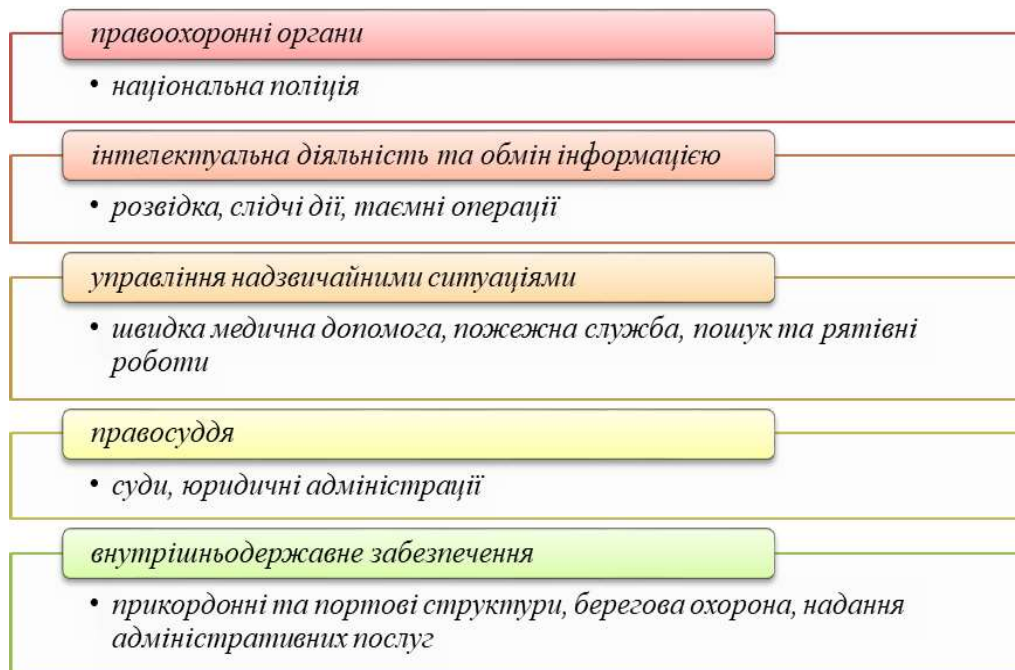 правоохоронні органи
• національна поліція
інтелектуальна діяльність та обмін інформацією
• розвідка, слідчі дії, таємні операції
управління надзвичайними ситуаціями
• швидка медична допомога, пожежна служба, пошук та рятівні
роботи
правосуддя
• суди, юридичні адміністрації
внутрішньодержавне забезпечення
• прикордонні та портові структури, берегова охорона, надання
адміністративних послуг